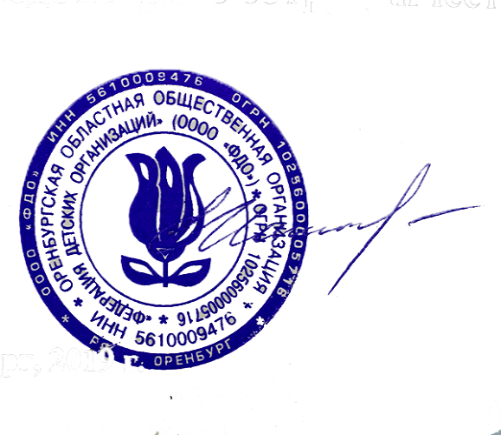 ОООО «ФДО» ИНН 5610009476 ОГРН 1025600005776
* ОРЕНБУРГСКАЯ ОБЛАСТНАЯ ОБЩЕСТВЕННАЯ ОРГАНИЗАЦИЯ *
ИНН 5610009476
«ФЕДЕРАЦИЯ ДЕТСКИХ ОРГАНИЗАЦИЙ» (ОООО «ФДО») * ОГРН 1025600005716 *
г. ОРЕНБУРГ